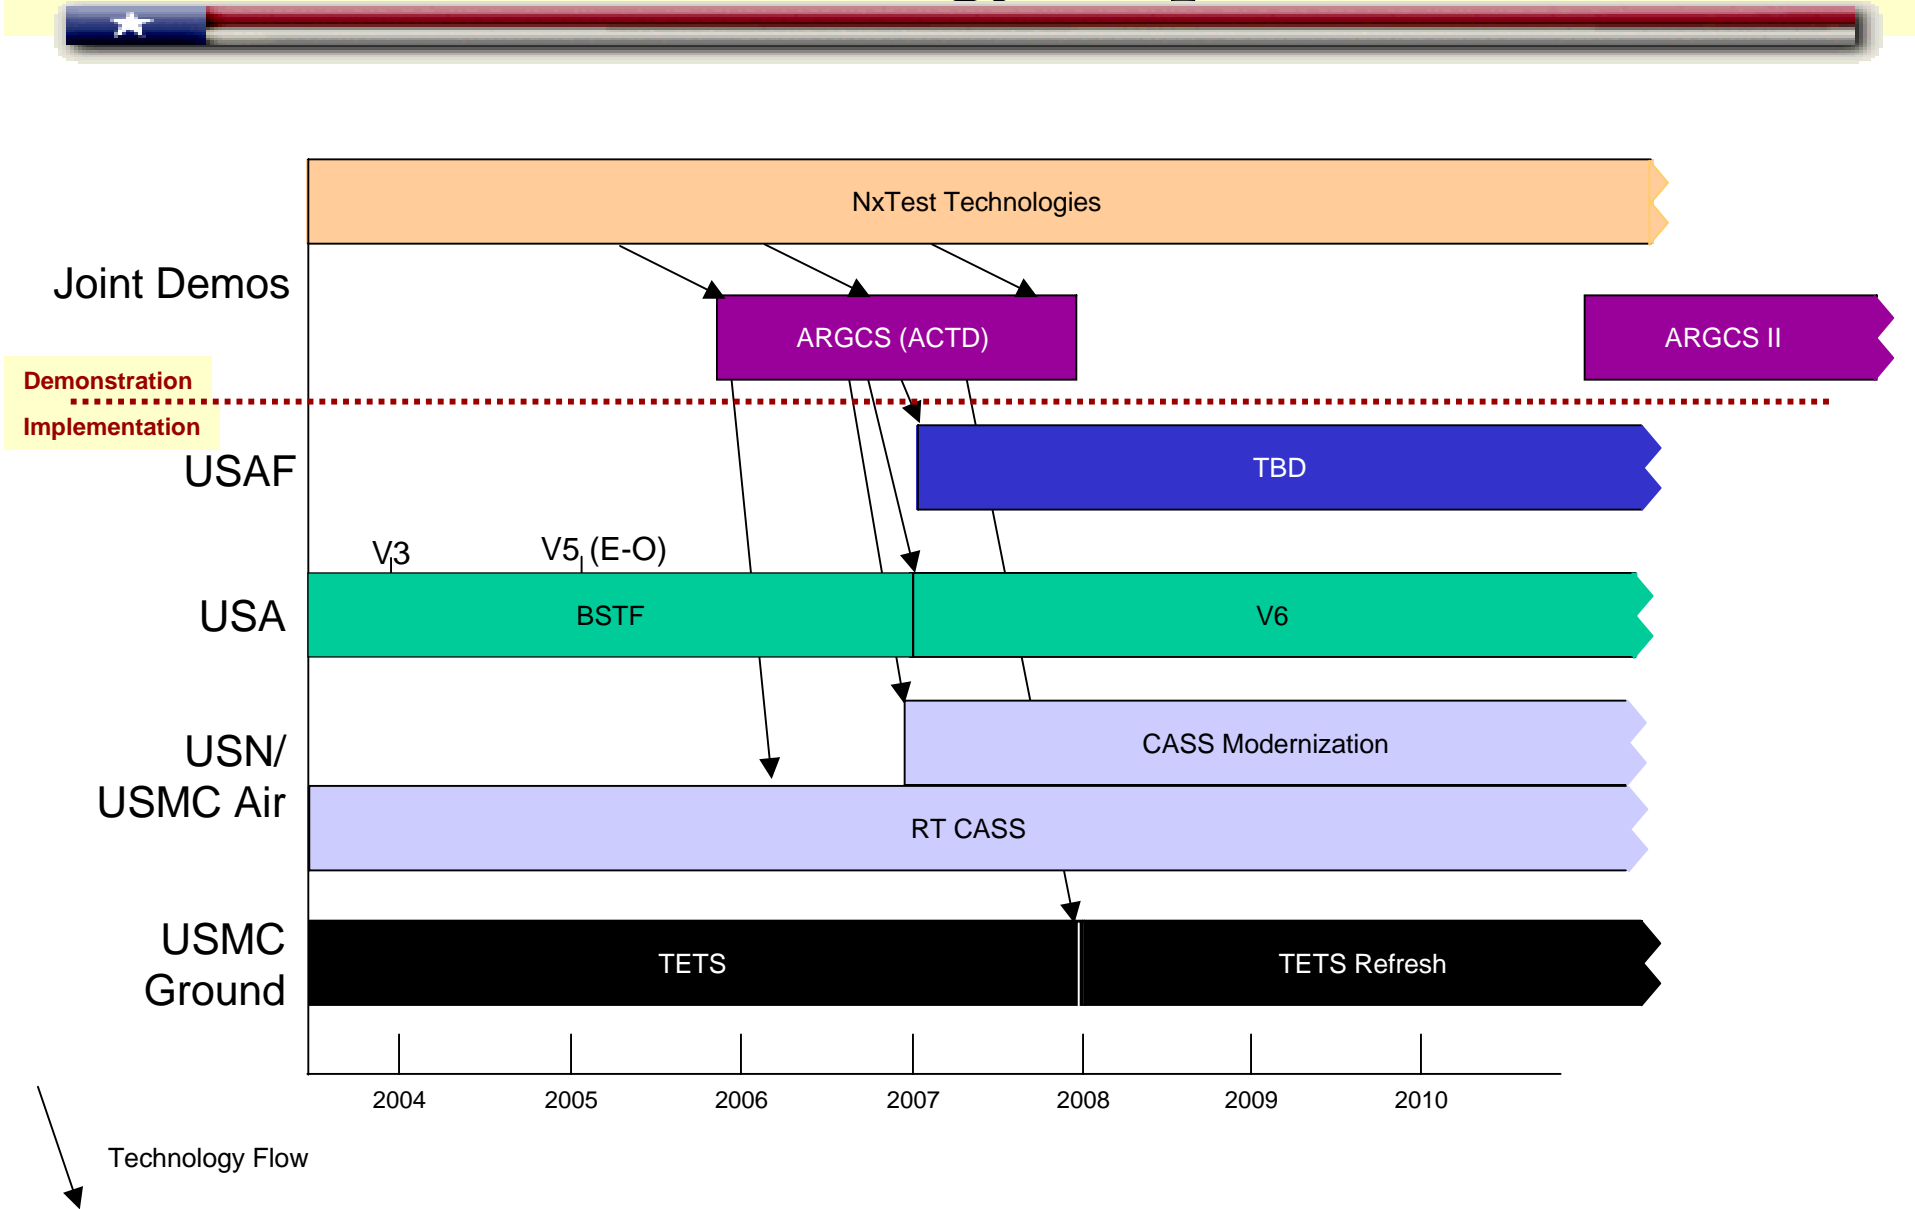 NxTest Technologies
Joint Demos
ARGCS (ACTD)
ARGCS II
Demonstration
Implementation
USAF
TBD
V3
V5 (E-O)
USA
BSTF
V6
USN/
USMC Air
CASS Modernization
RT CASS
USMC
Ground
TETS
TETS Refresh
2004
2005
2006
2007
2008
2009
2010
Technology Flow